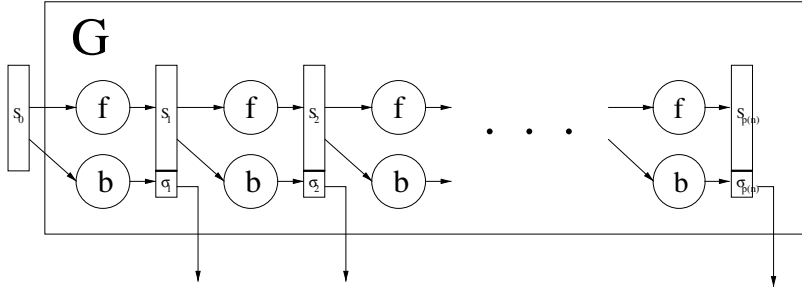 G
f f f f
S₀ S₁ S₂ . . . Sₚ₍ₙ₎
b b b b
σ₁ σ₂ σₚ₍ₙ₎